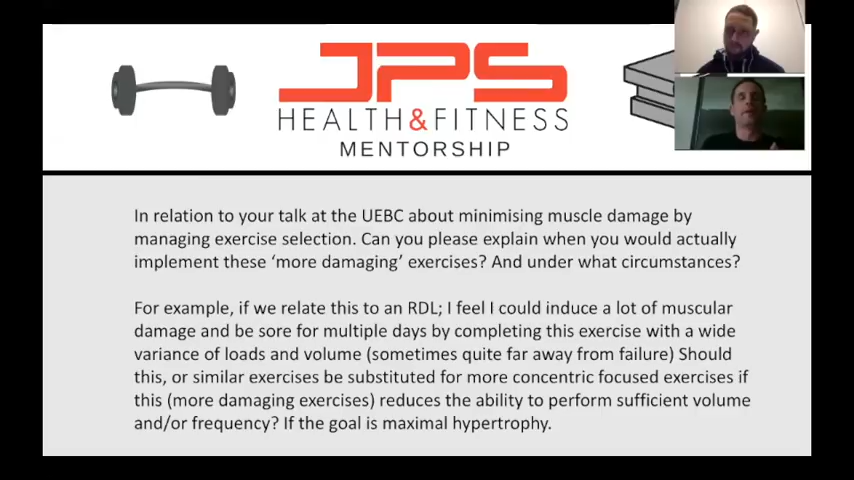 JPS
HEALTH&FITNESS
MENTORSHIP
In relation to your talk at the UEBC about minimising muscle damage by
managing exercise selection. Can you please explain when you would actually
implement these ‘more damaging’ exercises? And under what circumstances?
For example, if we relate this to an RDL; I feel I could induce a lot of muscular
damage and be sore for multiple days by completing this exercise with a wide
variance of loads and volume (sometimes quite far away from failure) Should
this, or similar exercises be substituted for more concentric focused exercises if
this (more damaging exercises) reduces the ability to perform sufficient volume
and/or frequency? If the goal is maximal hypertrophy.